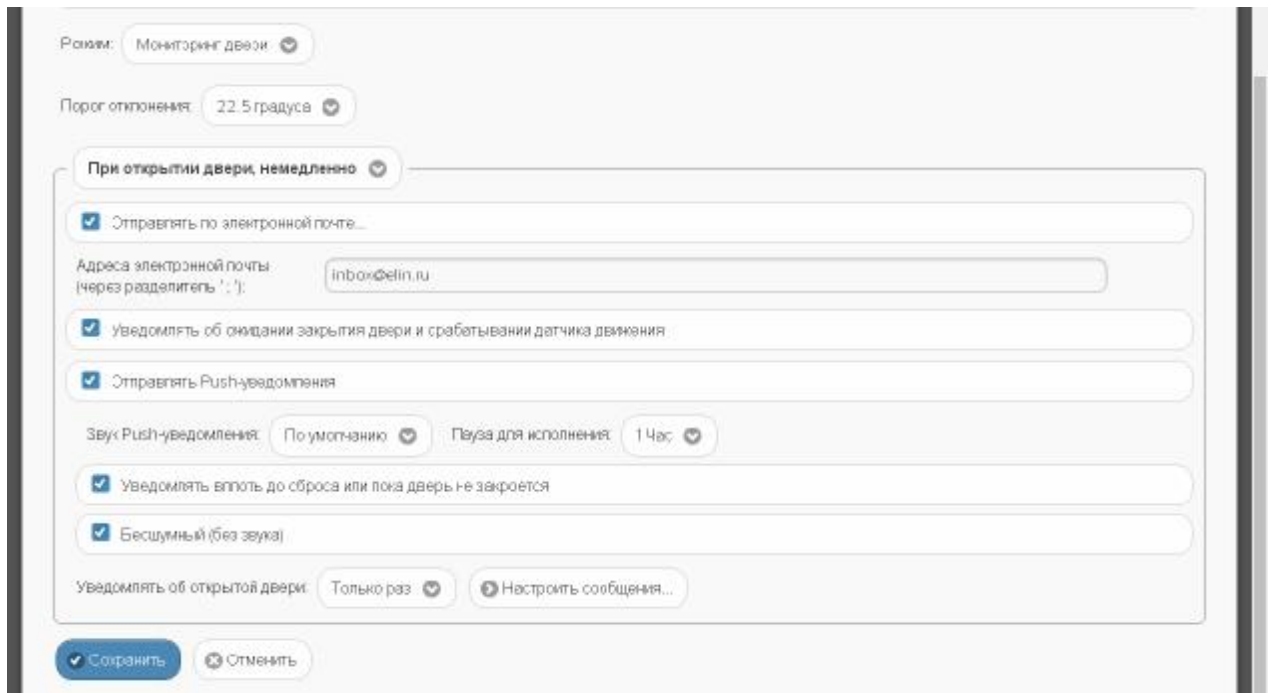 Режим: Мониторинг двери
Порог отклонения: 22.5 градуса
При открытии двери, немедленно
Отправлять по электронной почте...
Адреса электронной почты
(через разделитель ' ; '):
inbox@elin.ru
Уведомлять об ожидании закрытия двери и срабатывании датчика движения
Отправлять Push-уведомления
Звук Push-уведомления: По умолчанию Пауза для исполнения: 1 Час
Уведомлять вплоть до сброса или пока дверь не закроется
Бесшумный (без звука)
Уведомлять об открытой двери: Только раз Настроить сообщения...
Сохранить Отменить